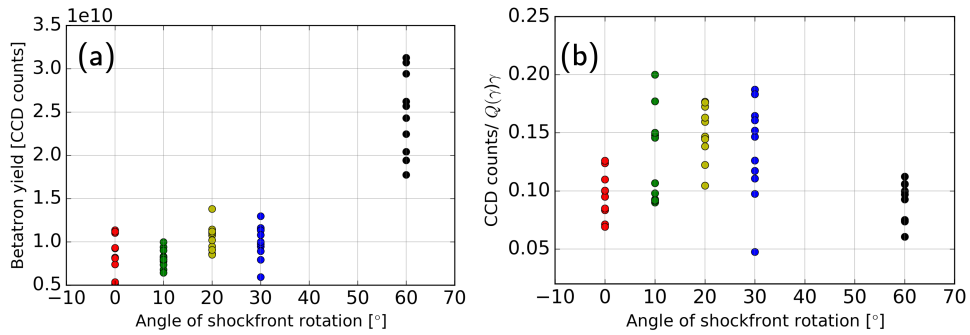 1e10
(a)
3.5
3.0
2.5
2.0
1.5
1.0
0.5
Betatron yield [CCD counts]
−10 0 10 20 30 40 50 60 70
Angle of shockfront rotation [°]
(b)
0.25
0.20
0.15
0.10
0.05
CCD counts/ Q(γ)γ
−10 0 10 20 30 40 50 60 70
Angle of shockfront rotation [°]